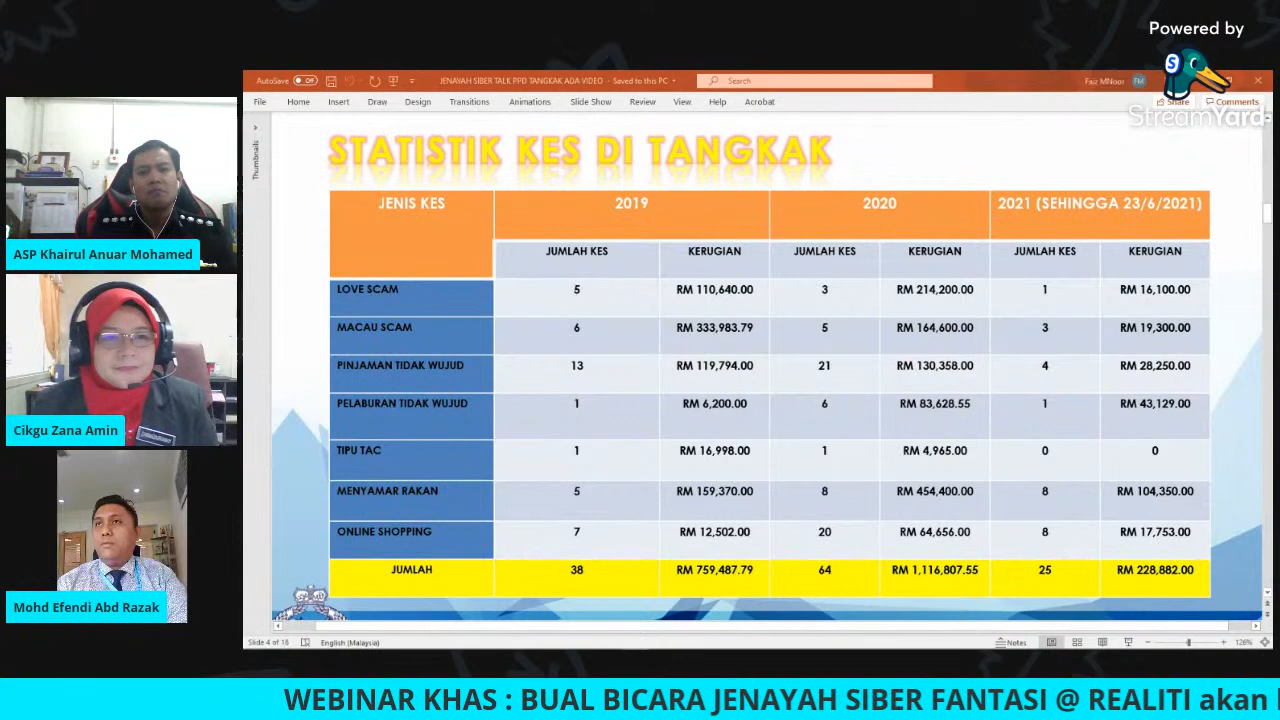 Powered by
S
StreamYard
AutoSave
Off
JENAYAH SIBER TALK PPD TANGKAK ADA VIDEO - Saved to this PC
Search
Faiz MNoor
FM
File Home Insert Draw Design Transitions Animations Slide Show Review View Help Acrobat
Share
Comments
Thumbnails
STATISTIK KES DI TANGKAK
JENIS KES 2019 2020 2021 (SEHINGGA 23/6/2021)
JUMLAH KES KERUGIAN JUMLAH KES KERUGIAN JUMLAH KES KERUGIAN
LOVE SCAM 5 RM 110,640.00 3 RM 214,200.00 1 RM 16,100.00
MACAU SCAM 6 RM 333,983.79 5 RM 164,600.00 3 RM 19,300.00
PINJAMAN TIDAK WUJUD 13 RM 119,794.00 21 RM 130,358.00 4 RM 28,250.00
PELABURAN TIDAK WUJUD 1 RM 6,200.00 6 RM 83,628.55 1 RM 43,129.00
TIPU TAC 1 RM 16,998.00 1 RM 4,965.00 0 0
MENYAMAR RAKAN 5 RM 159,370.00 8 RM 454,400.00 8 RM 104,350.00
ONLINE SHOPPING 7 RM 12,502.00 20 RM 64,656.00 8 RM 17,753.00
JUMLAH 38 RM 759,487.79 64 RM 1,116,807.55 25 RM 228,882.00
Slide 4 of 18
English (Malaysia)
Notes
126%
ASP Khairul Anuar Mohamed
Cikgu Zana Amin
Mohd Efendi Abd Razak
WEBINAR KHAS : BUAL BICARA JENAYAH SIBER FANTASI @ REALITI akan